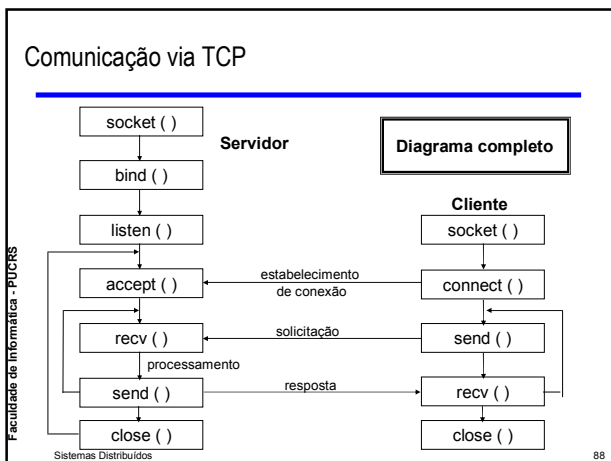 Comunicação via TCP
socket ( )
Servidor
Diagrama completo
bind ( )
Cliente
listen ( )
socket ( )
accept ( )
estabelecimento
de conexão
connect ( )
recv ( )
solicitação
send ( )
processamento
send ( )
resposta
recv ( )
close ( )
close ( )
Faculdade de Informática - PUCRS
Sistemas Distribuídos
88